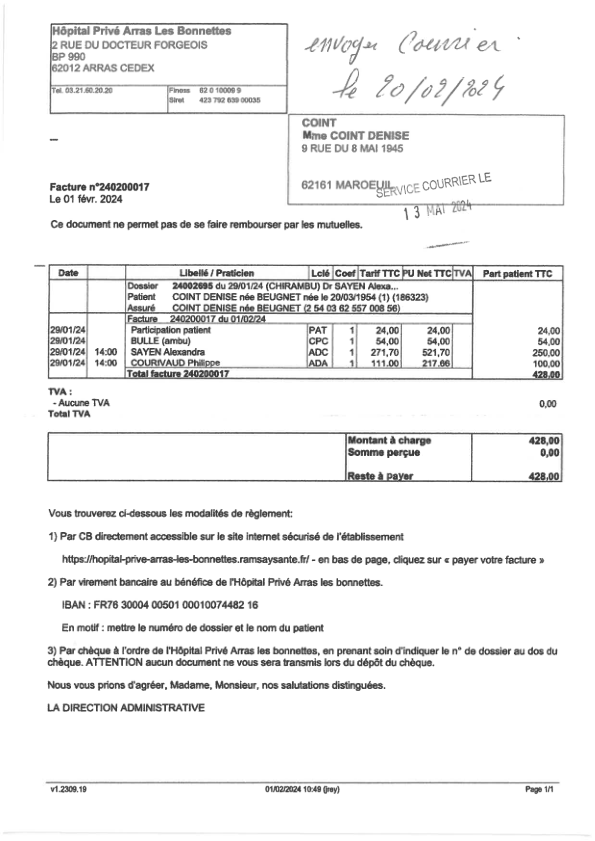 Hôpital Privé Arras Les Bonnettes
2 RUE DU DOCTEUR FORGEOIS
BP 990
62012 ARRAS CEDEX
Tel. 03.21.60.20.20 Finess 62 0 10009 9
Siret 423 792 639 00035
envoyer Courrier
le 20/02/2024
COINT
Mme COINT DENISE
9 RUE DU 8 MAI 1945
62161 MAROEUIL
SERVICE COURRIER LE
13 MAI 2024
Facture n°240200017
Le 01 févr. 2024
Ce document ne permet pas de se faire rembourser par les mutuelles.
Date Libellé / Praticien Lclé Coef Tarif TTC PU Net TTC TVA Part patient TTC
Dossier 24002695 du 29/01/24 (CHIRAMBU) Dr SAYEN Alexa...
Patient COINT DENISE née BEUGNET née le 20/03/1954 (1) (186323)
Assuré COINT DENISE née BEUGNET (2 54 03 62 557 008 56)
Facture 240200017 du 01/02/24
29/01/24 Participation patient PAT 1 24,00 24,00 24,00
29/01/24 BULLE (ambu) CPC 1 54,00 54,00 54,00
29/01/24 14:00 SAYEN Alexandra ADC 1 271,70 521,70 250,00
29/01/24 14:00 COURIVAUD Philippe ADA 1 111,00 217,66 100,00
Total facture 240200017 428,00
TVA :
- Aucune TVA 0,00
Total TVA
Montant à charge 428,00
Somme perçue 0,00
Reste à payer 428,00
Vous trouverez ci-dessous les modalités de règlement:
1) Par CB directement accessible sur le site internet sécurisé de l'établissement
https://hopital-prive-arras-les-bonnettes.ramsaysante.fr/ - en bas de page, cliquez sur « payer votre facture »
2) Par virement bancaire au bénéfice de l'Hôpital Privé Arras les bonnettes.
IBAN : FR76 30004 00501 00010074482 16
En motif : mettre le numéro de dossier et le nom du patient
3) Par chèque à l'ordre de l'Hôpital Privé Arras les bonnettes, en prenant soin d'indiquer le n° de dossier au dos du
chèque. ATTENTION aucun document ne vous sera transmis lors du dépôt du chèque.
Nous vous prions d'agréer, Madame, Monsieur, nos salutations distinguées.
LA DIRECTION ADMINISTRATIVE
v1.2309.19 01/02/2024 10:49 (jrey) Page 1/1